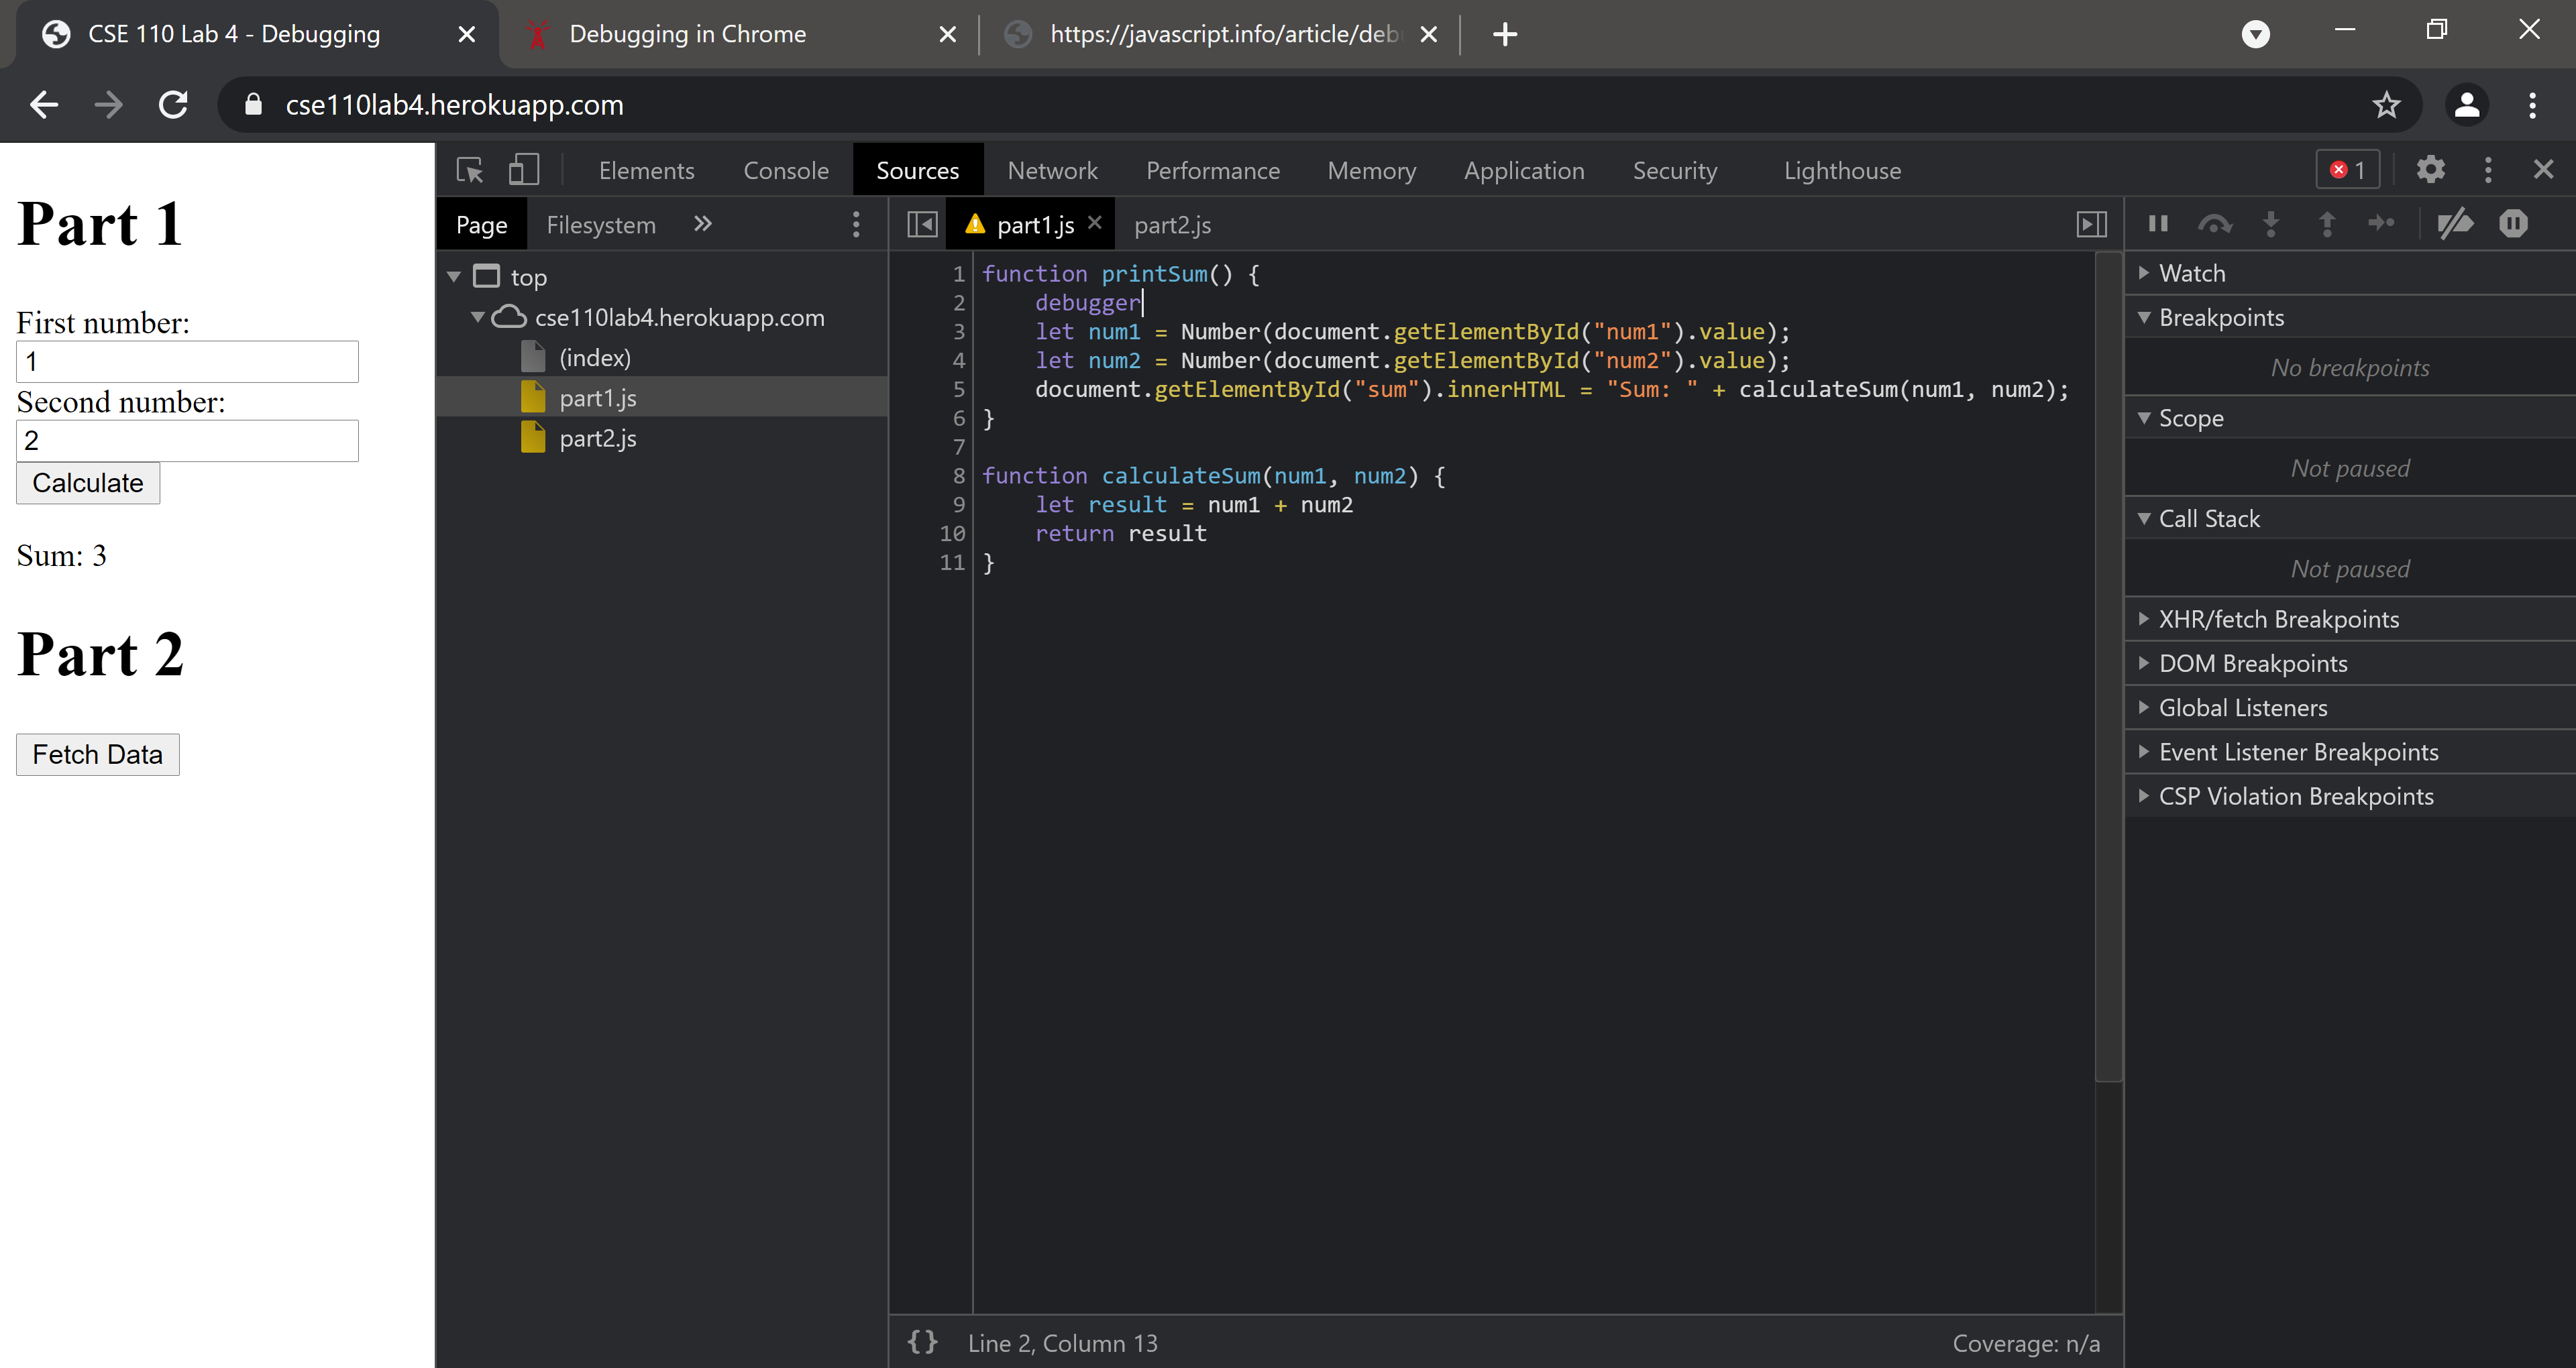 CSE 110 Lab 4 - Debugging
Debugging in Chrome
https://javascript.info/article/deb
cse110lab4.herokuapp.com
Part 1
First number:
1
Second number:
2
Calculate
Sum: 3
Part 2
Fetch Data
Elements Console Sources Network Performance Memory Application Security Lighthouse 1
Page Filesystem »
top
cse110lab4.herokuapp.com
(index)
part1.js
part2.js
part1.js part2.js
1 function printSum() {
2 debugger
3 let num1 = Number(document.getElementById("num1").value);
4 let num2 = Number(document.getElementById("num2").value);
5 document.getElementById("sum").innerHTML = "Sum: " + calculateSum(num1, num2);
6 }
7
8 function calculateSum(num1, num2) {
9 let result = num1 + num2
10 return result
11 }
{} Line 2, Column 13 Coverage: n/a
Watch
Breakpoints
No breakpoints
Scope
Not paused
Call Stack
Not paused
XHR/fetch Breakpoints
DOM Breakpoints
Global Listeners
Event Listener Breakpoints
CSP Violation Breakpoints